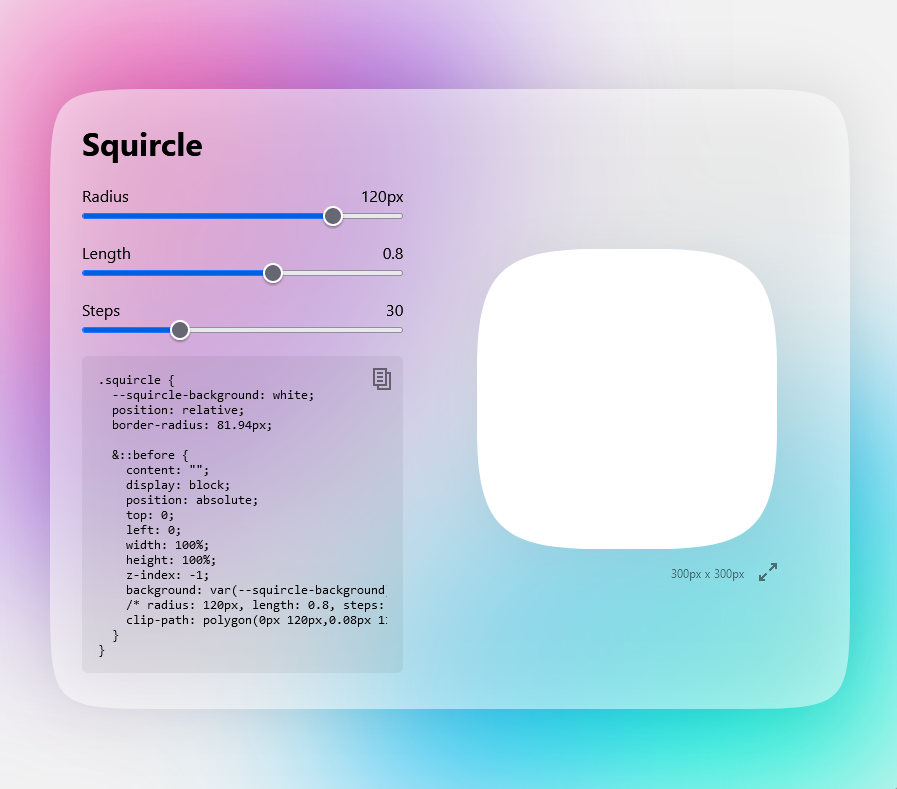 Squircle
Radius 120px
Length 0.8
Steps 30
.squircle {
--squircle-background: white;
position: relative;
border-radius: 81.94px;
&::before {
content: "";
display: block;
position: absolute;
top: 0;
left: 0;
width: 100%;
height: 100%;
z-index: -1;
background: var(--squircle-background
/* radius: 120px, length: 0.8, steps:
clip-path: polygon(0px 120px,0.08px
}
}
300px x 300px